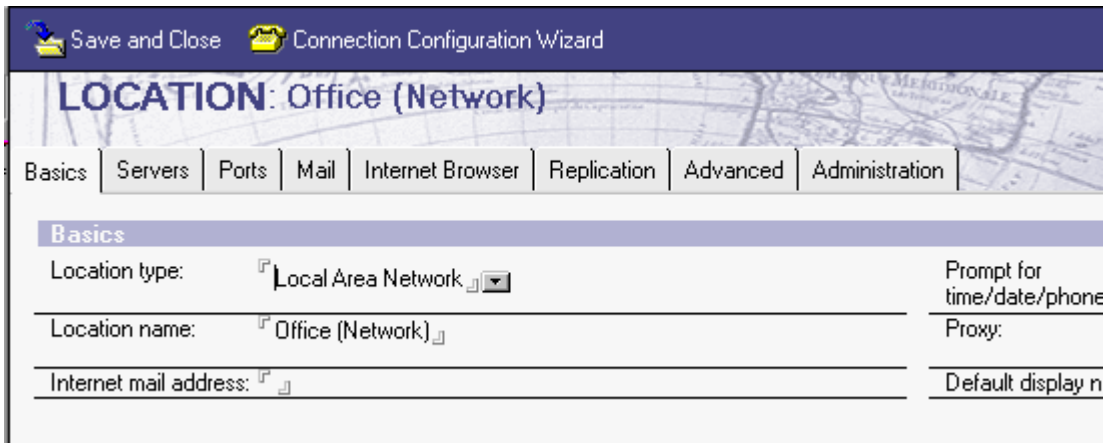 Save and Close Connection Configuration Wizard
LOCATION: Office (Network)
MERIDIONALE
Basics Servers Ports Mail Internet Browser Replication Advanced Administration
Basics
Location type: Local Area Network Prompt for
time/date/phone
Location name: Office (Network) Proxy:
Internet mail address: Default display n